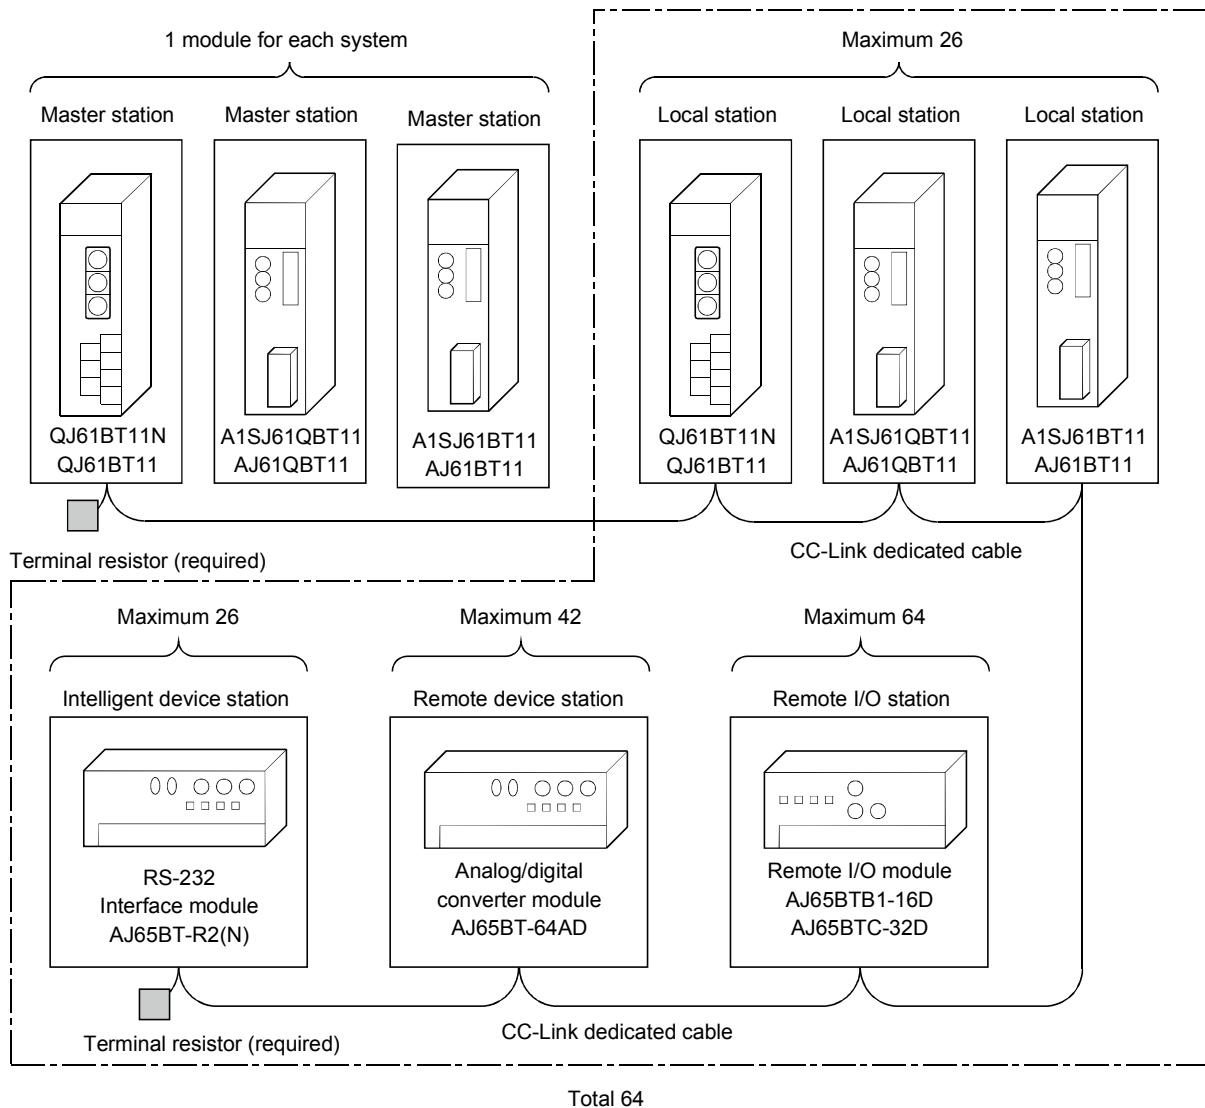 1 module for each system
Maximum 26
Master station
Master station
Master station
Local station
Local station
Local station
QJ61BT11N
QJ61BT11
A1SJ61QBT11
AJ61QBT11
A1SJ61BT11
AJ61BT11
QJ61BT11N
QJ61BT11
A1SJ61QBT11
AJ61QBT11
A1SJ61BT11
AJ61BT11
Terminal resistor (required)
CC-Link dedicated cable
Maximum 26
Maximum 42
Maximum 64
Intelligent device station
Remote device station
Remote I/O station
RS-232
Interface module
AJ65BT-R2(N)
Analog/digital
converter module
AJ65BT-64AD
Remote I/O module
AJ65BTB1-16D
AJ65BTC-32D
CC-Link dedicated cable
Terminal resistor (required)
Total 64